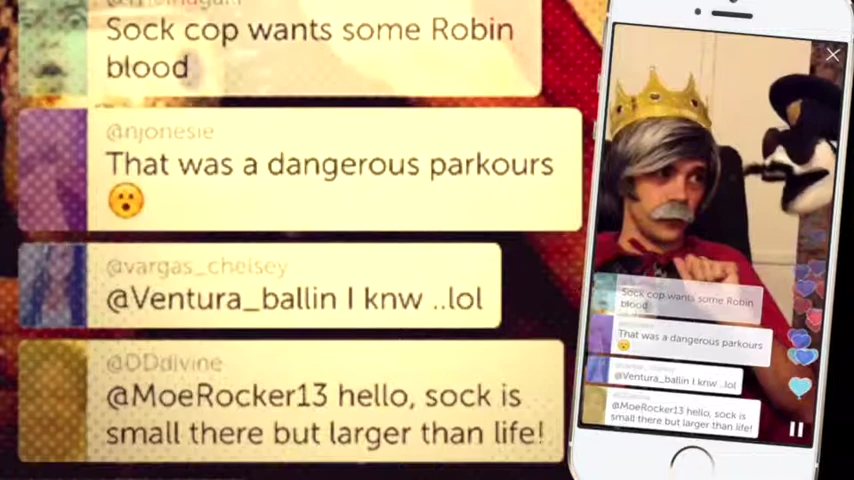 Sock cop wants some Robin
blood
@njonesie
That was a dangerous parkours
@vargas_chelsey
@Ventura_ballin I knw ..lol
@DDdivine
@MoeRocker13 hello, sock is
small there but larger than life!
Sock cop wants some Robin
blood
That was a dangerous parkours
@Ventura_ballin I knw ..lol
@MoeRocker13 hello, sock is
small there but larger than life!